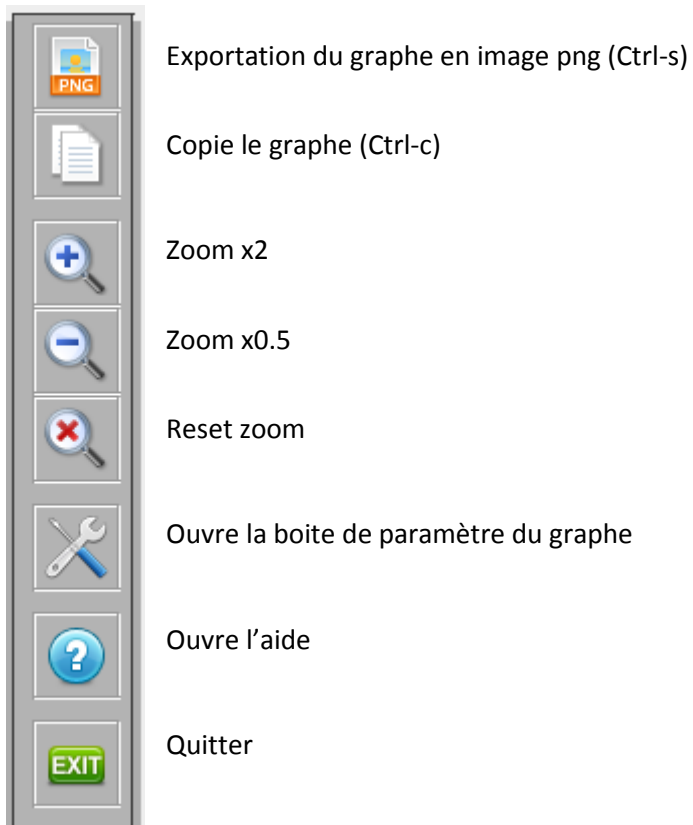 PNG
Exportation du graphe en image png (Ctrl-s)
Copie le graphe (Ctrl-c)
Zoom x2
Zoom x0.5
Reset zoom
Ouvre la boite de paramètre du graphe
?
Ouvre l’aide
EXIT
Quitter